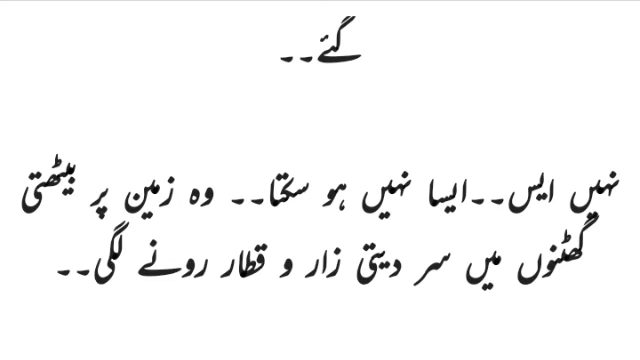 گئے۔۔
نہیں ایس۔۔ایسا نہیں ہو سکتا۔۔ وہ زمین پر بیٹھتی
گھٹنوں میں سر دیتی زار و قطار رونے لگی۔۔